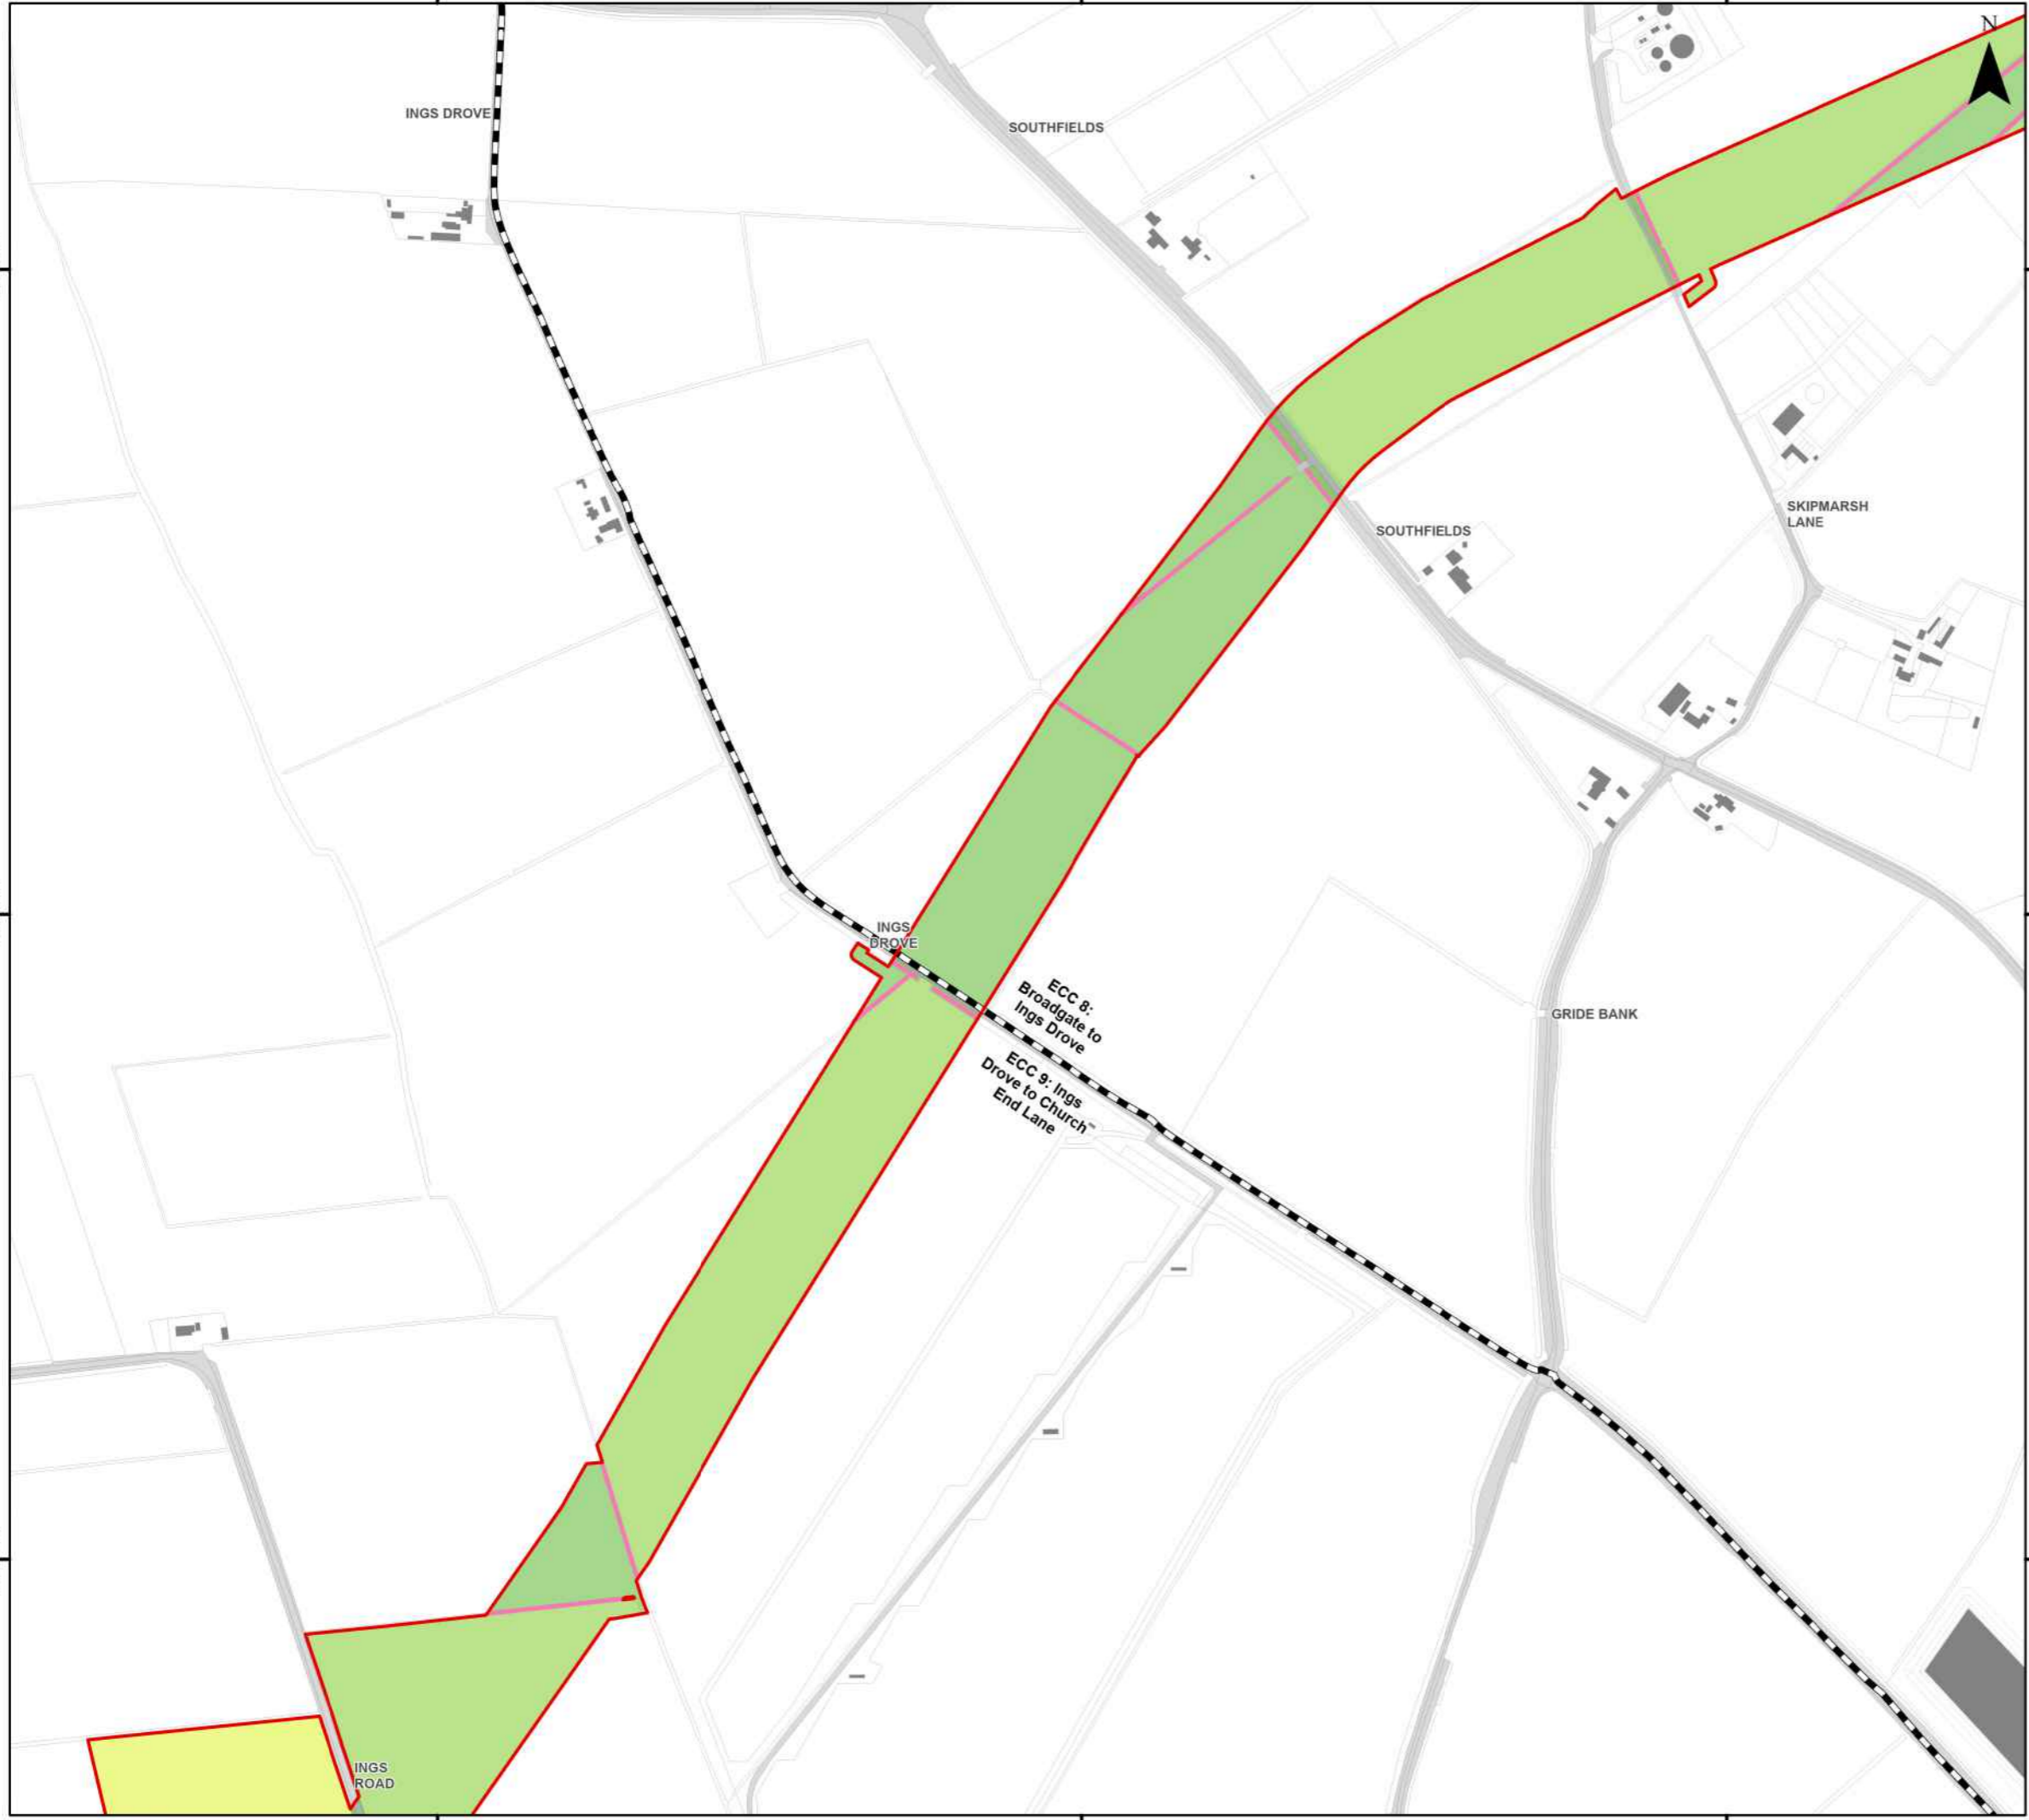 N
INGS DROVE
SOUTHFIELDS
SKIPMARSH
LANE
SOUTHFIELDS
INGS
DROVE
ECC 8:
Broadgate to
Ings Drove
GRIDE BANK
ECC 9: Ings
Drove to Church
End Lane
INGS
ROAD